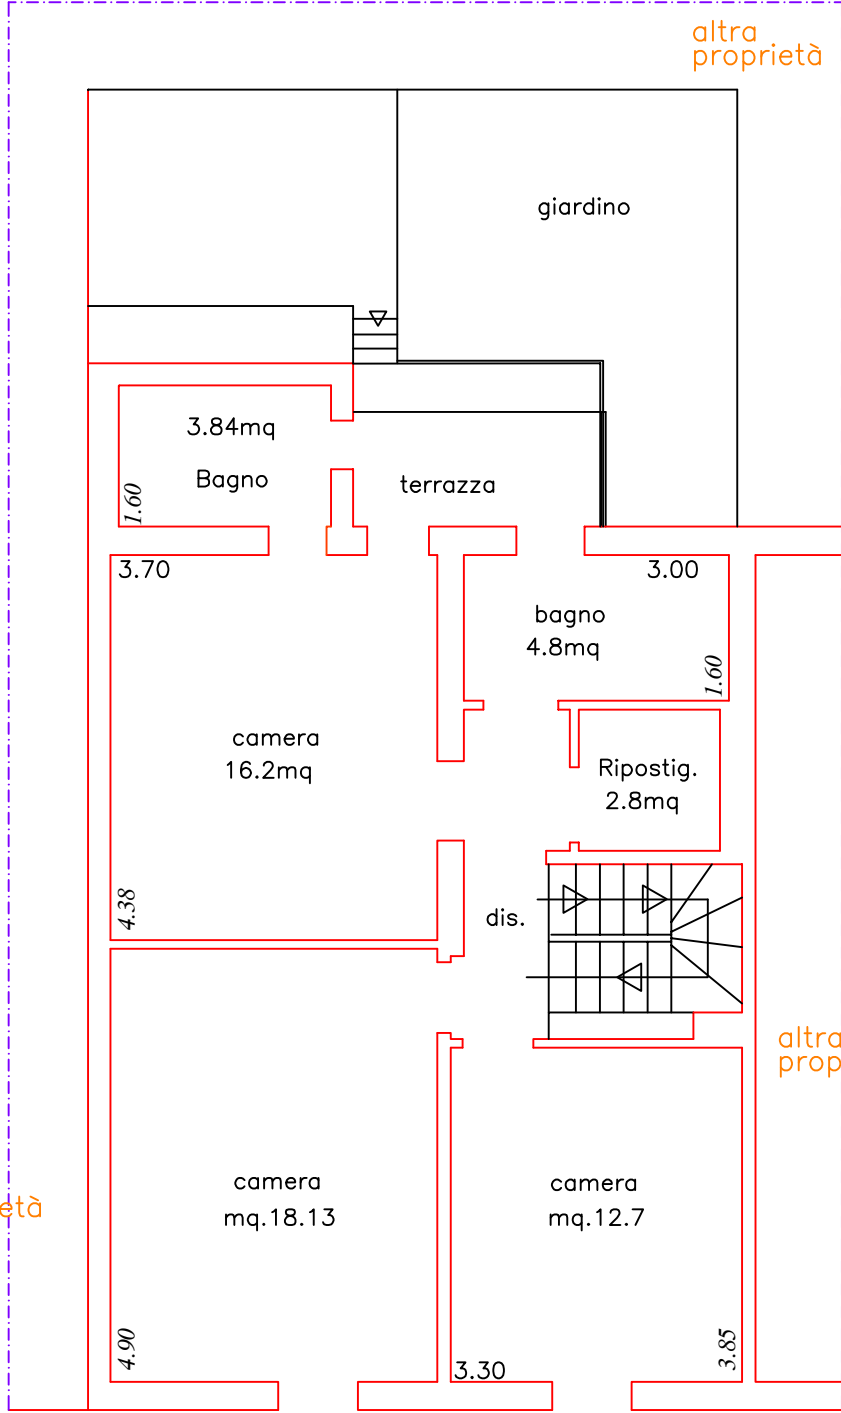 altra
proprietà
giardino
3.84mq
Bagno
1.60
terrazza
3.70
3.00
bagno
4.8mq
1.60
camera
16.2mq
Ripostig.
2.8mq
4.38
dis.
altra
prop
camera
mq.18.13
camera
mq.12.7
età
4.90
3.30
3.85